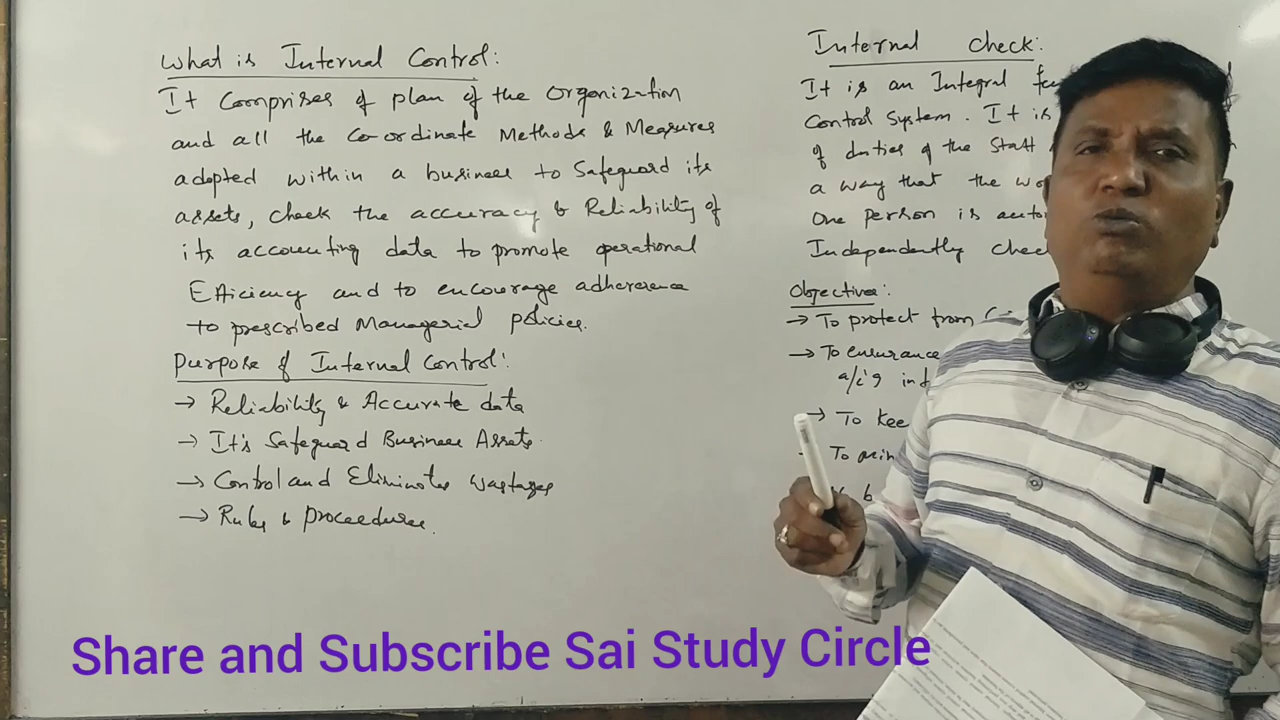 What is Internal Control:
It Comprises of plan of the Organization
and all the Co-ordinate Methods & Measures
adopted within a business to Safeguard its
assets, check the accuracy & Reliability of
its accounting data to promote operational
Efficiency and to encourage adherence
to prescribed Managerial policies.
Purpose of Internal Control:
→ Reliability & Accurate data
→ It's Safeguard Business Assets
→ Control and Eliminates wastages
→ Rules & proceedures.
Internal Check:
It is an Integral
Control System. It is
of duties of the Staff
a way that the
One person is
Independently
Objectives:
→ To protect from
→ To ensurance
a/c's
→ To
To
Share and Subscribe Sai Study Circle